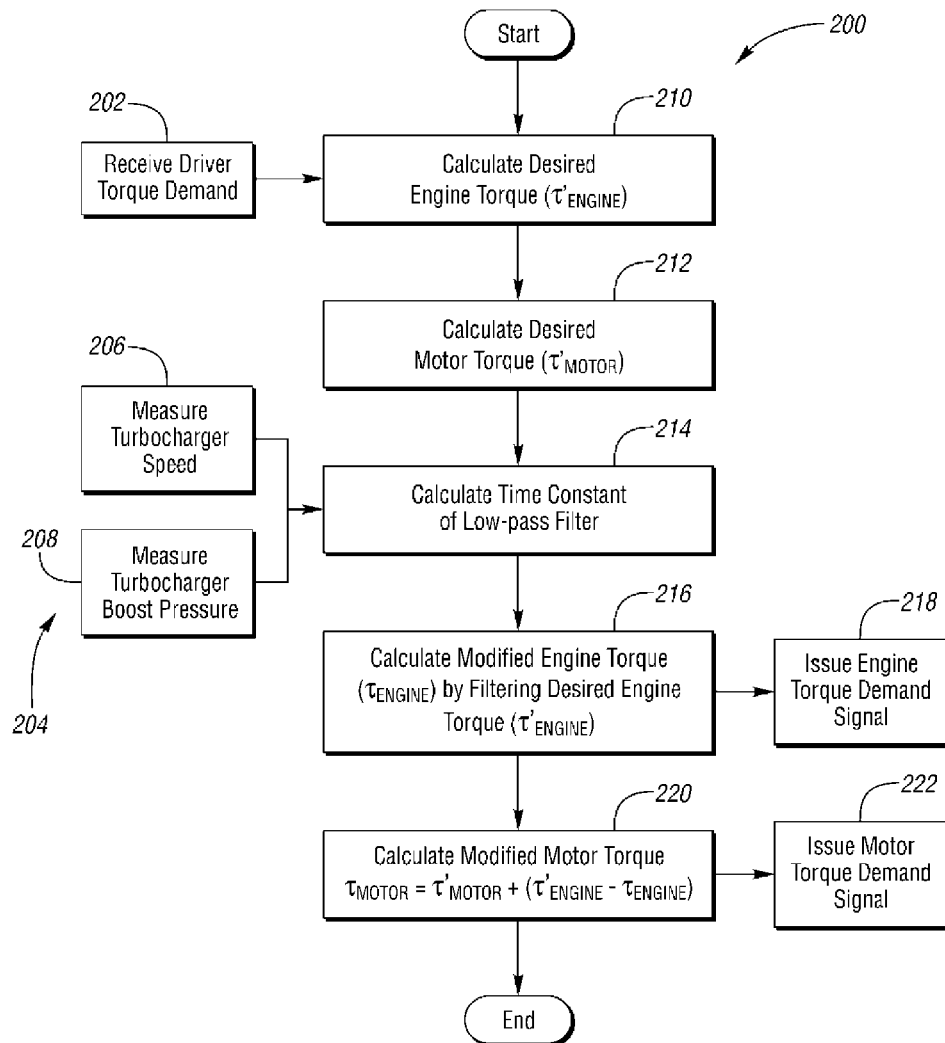 Start
200
202
Receive Driver
Torque Demand
210
Calculate Desired
Engine Torque (τ'ENGINE)
212
Calculate Desired
Motor Torque (τ'MOTOR)
206
Measure
Turbocharger
Speed
214
Calculate Time Constant
of Low-pass Filter
208
Measure
Turbocharger
Boost Pressure
204
216
Calculate Modified Engine Torque
(τENGINE) by Filtering Desired Engine
Torque (τ'ENGINE)
218
Issue Engine
Torque Demand
Signal
220
Calculate Modified Motor Torque
τMOTOR = τ'MOTOR + (τ'ENGINE - τENGINE)
222
Issue Motor
Torque Demand
Signal
End